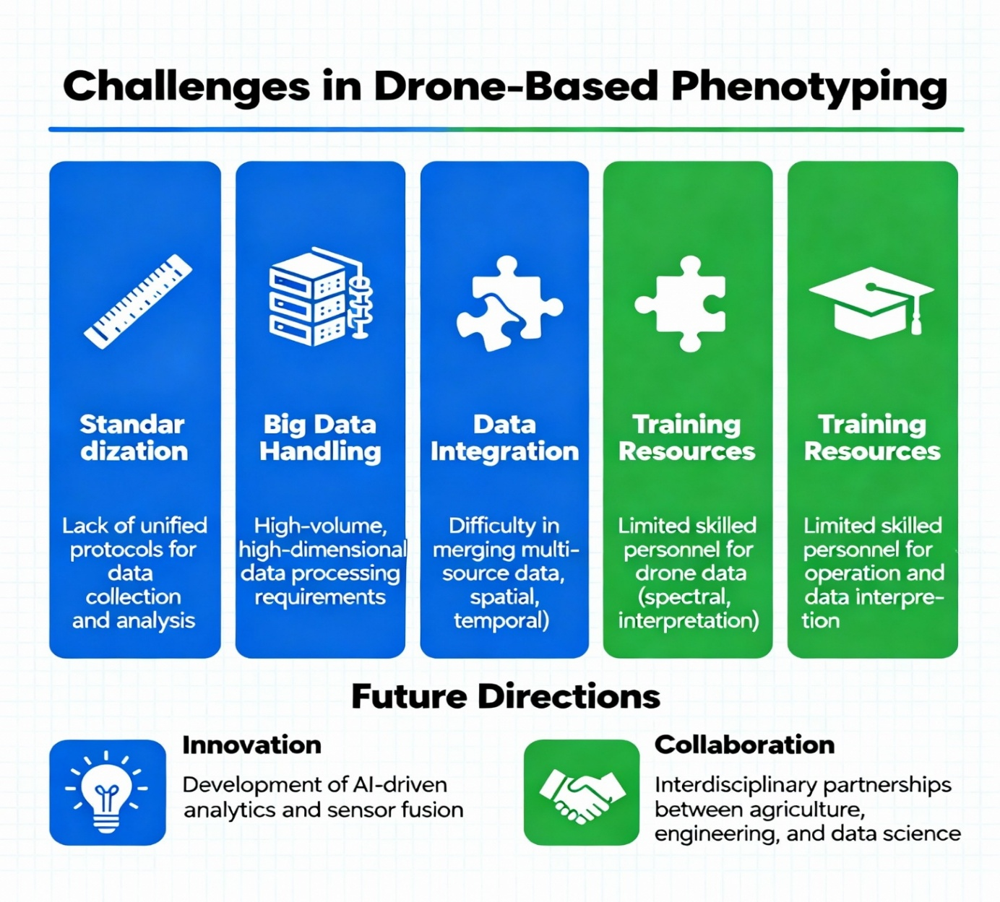 Challenges in Drone-Based Phenotyping
Standar
dization
Lack of unified
protocols for
data
collection
and analysis
Big Data
Handling
High-volume,
high-dimensional
data processing
requirements
Data
Integration
Difficulty in
merging multi-
source data,
spatial,
temporal)
Training
Resources
Limited skilled
personnel for
drone data
(spectral,
interpretation)
Training
Resources
Limited skilled
personnel for
operation and
data interpre-
tion
Future Directions
Innovation
Development of AI-driven
analytics and sensor fusion
Collaboration
Interdisciplinary partnerships
between agriculture,
engineering, and data science